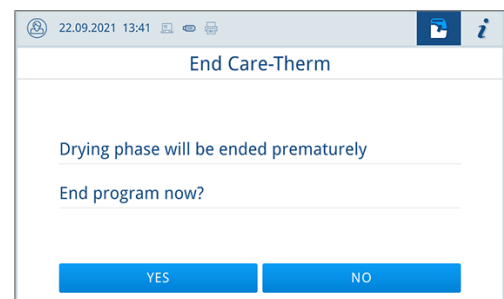 22.09.2021 13:41
i
End Care-Therm
Drying phase will be ended prematurely
End program now?
YES
NO